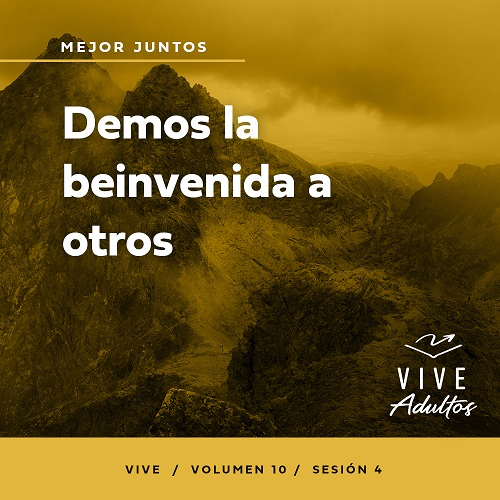 MEJOR JUNTOS
Demos la
beinvenida a
otros
VIVE
Adultos
VIVE / VOLUMEN 10 / SESIÓN 4